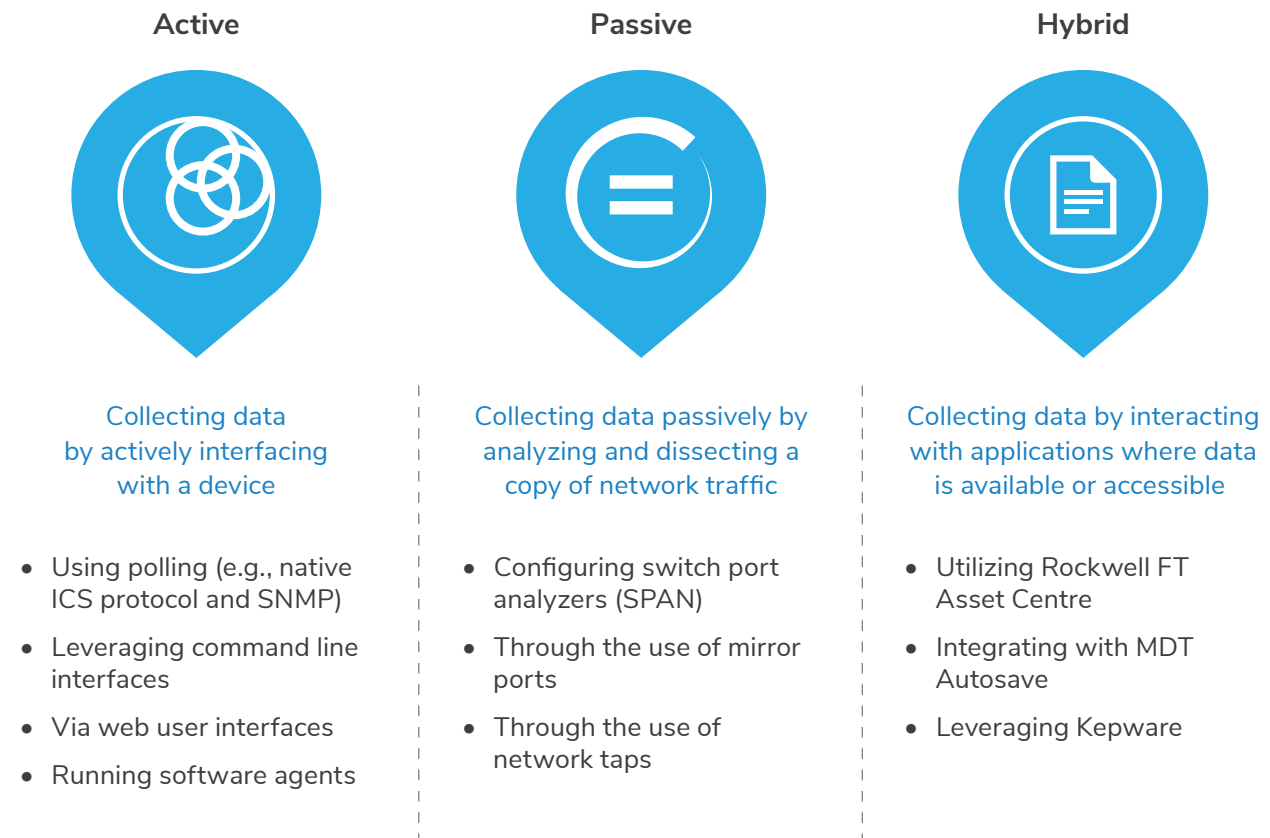 Active
Collecting data
by actively interfacing
with a device
• Using polling (e.g., native
ICS protocol and SNMP)
• Leveraging command line
interfaces
• Via web user interfaces
• Running software agents
Passive
Collecting data passively by
analyzing and dissecting a
copy of network traffic
• Configuring switch port
analyzers (SPAN)
• Through the use of mirror
ports
• Through the use of
network taps
Hybrid
Collecting data by interacting
with applications where data
is available or accessible
• Utilizing Rockwell FT
Asset Centre
• Integrating with MDT
Autosave
• Leveraging Kepware